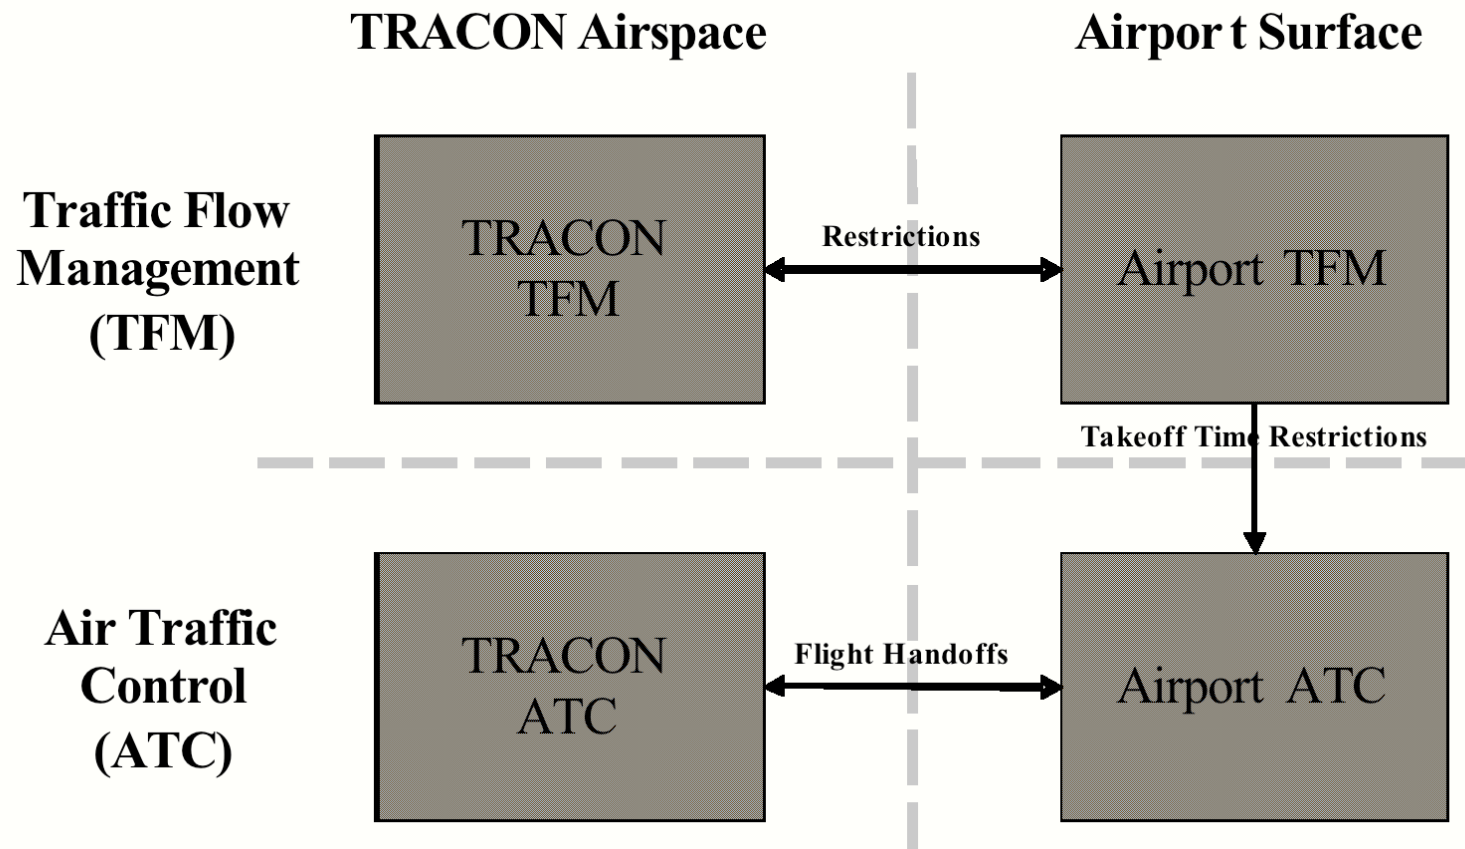 TRACON Airspace
Airport Surface
Traffic Flow
Management
(TFM)
TRACON
TFM
Restrictions
Airport TFM
Takeoff Time Restrictions
Air Traffic
Control
(ATC)
TRACON
ATC
Flight Handoffs
Airport ATC